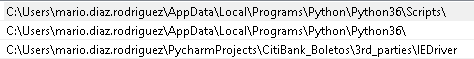 C:\Users\mario.diaz.rodriguez\AppData\Local\Programs\Python\Python36\Scripts\
C:\Users\mario.diaz.rodriguez\AppData\Local\Programs\Python\Python36\
C:\Users\mario.diaz.rodriguez\PycharmProjects\CitiBank_Boletos\3rd_parties\IEDriver